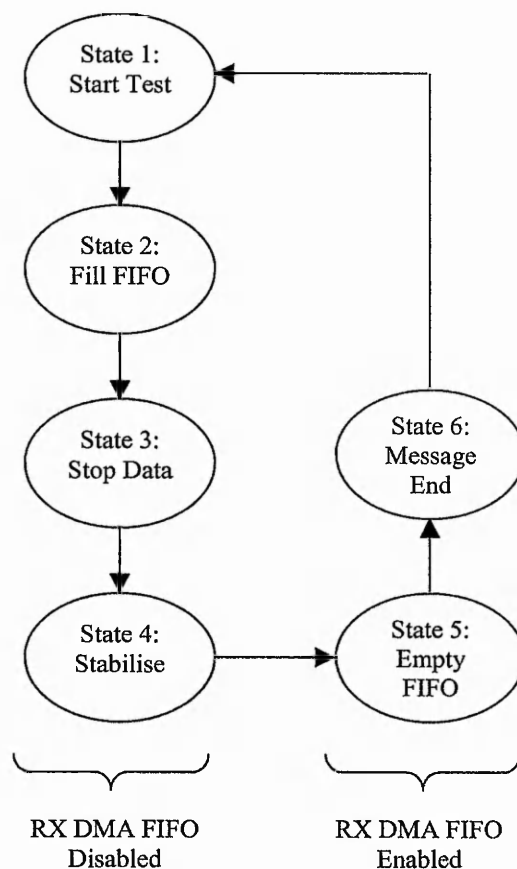 State 1:
Start Test
State 2:
Fill FIFO
State 3:
Stop Data
State 4:
Stabilise
State 6:
Message
End
State 5:
Empty
FIFO
RX DMA FIFO
Disabled
RX DMA FIFO
Enabled